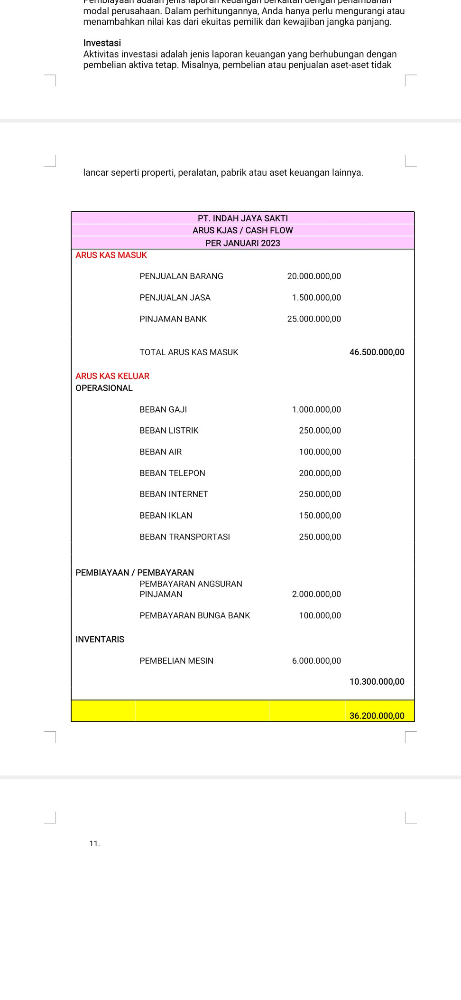 Pembiayaan adalah jenis laporan keuangan berkaitan dengan penambahan
modal perusahaan. Dalam perhitungannya, Anda hanya perlu mengurangi atau
menambahkan nilai kas dari ekuitas pemilik dan kewajiban jangka panjang.
Investasi
Aktivitas investasi adalah jenis laporan keuangan yang berhubungan dengan
pembelian aktiva tetap. Misalnya, pembelian atau penjualan aset-aset tidak
lancar seperti properti, peralatan, pabrik atau aset keuangan lainnya.
PT. INDAH JAYA SAKTI
ARUS KJAS / CASH FLOW
PER JANUARI 2023
ARUS KAS MASUK
PENJUALAN BARANG 20.000.000,00
PENJUALAN JASA 1.500.000,00
PINJAMAN BANK 25.000.000,00
TOTAL ARUS KAS MASUK 46.500.000,00
ARUS KAS KELUAR
OPERASIONAL
BEBAN GAJI 1.000.000,00
BEBAN LISTRIK 250.000,00
BEBAN AIR 100.000,00
BEBAN TELEPON 200.000,00
BEBAN INTERNET 250.000,00
BEBAN IKLAN 150.000,00
BEBAN TRANSPORTASI 250.000,00
PEMBIAYAAN / PEMBAYARAN
PEMBAYARAN ANGSURAN
PINJAMAN 2.000.000,00
PEMBAYARAN BUNGA BANK 100.000,00
INVENTARIS
PEMBELIAN MESIN 6.000.000,00
10.300.000,00
36.200.000,00
11.